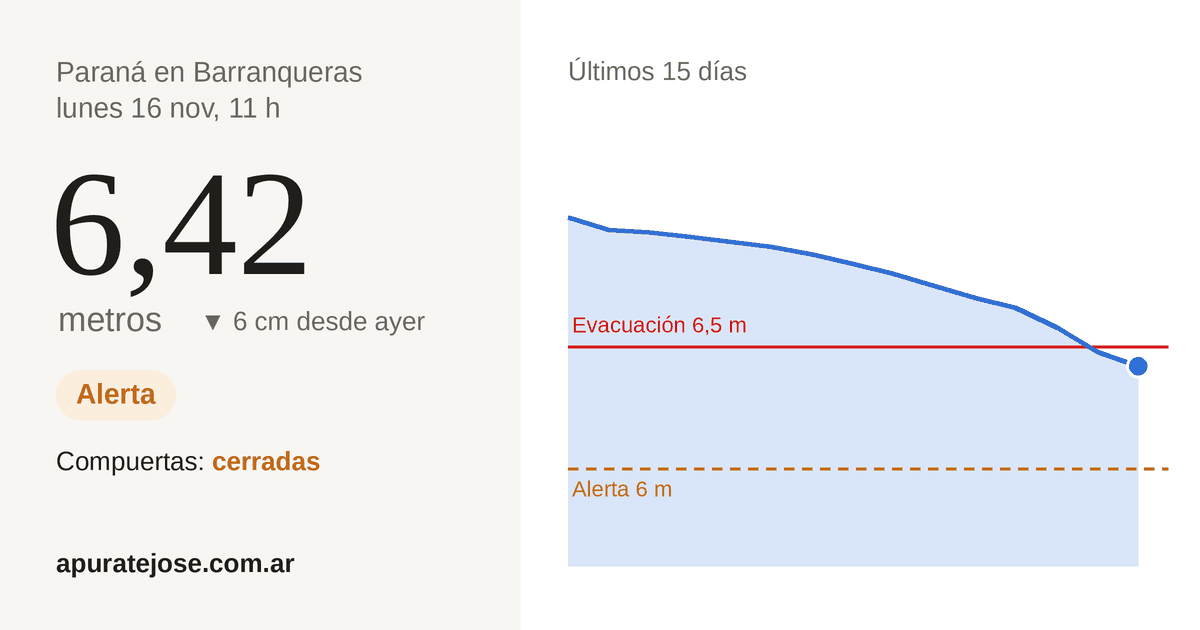 Paraná en Barranqueras
lunes 16 nov, 11 h
6,42
metros ▼ 6 cm desde ayer
Alerta
Compuertas: cerradas
apuratejose.com.ar
Últimos 15 días
Evacuación 6,5 m
Alerta 6 m